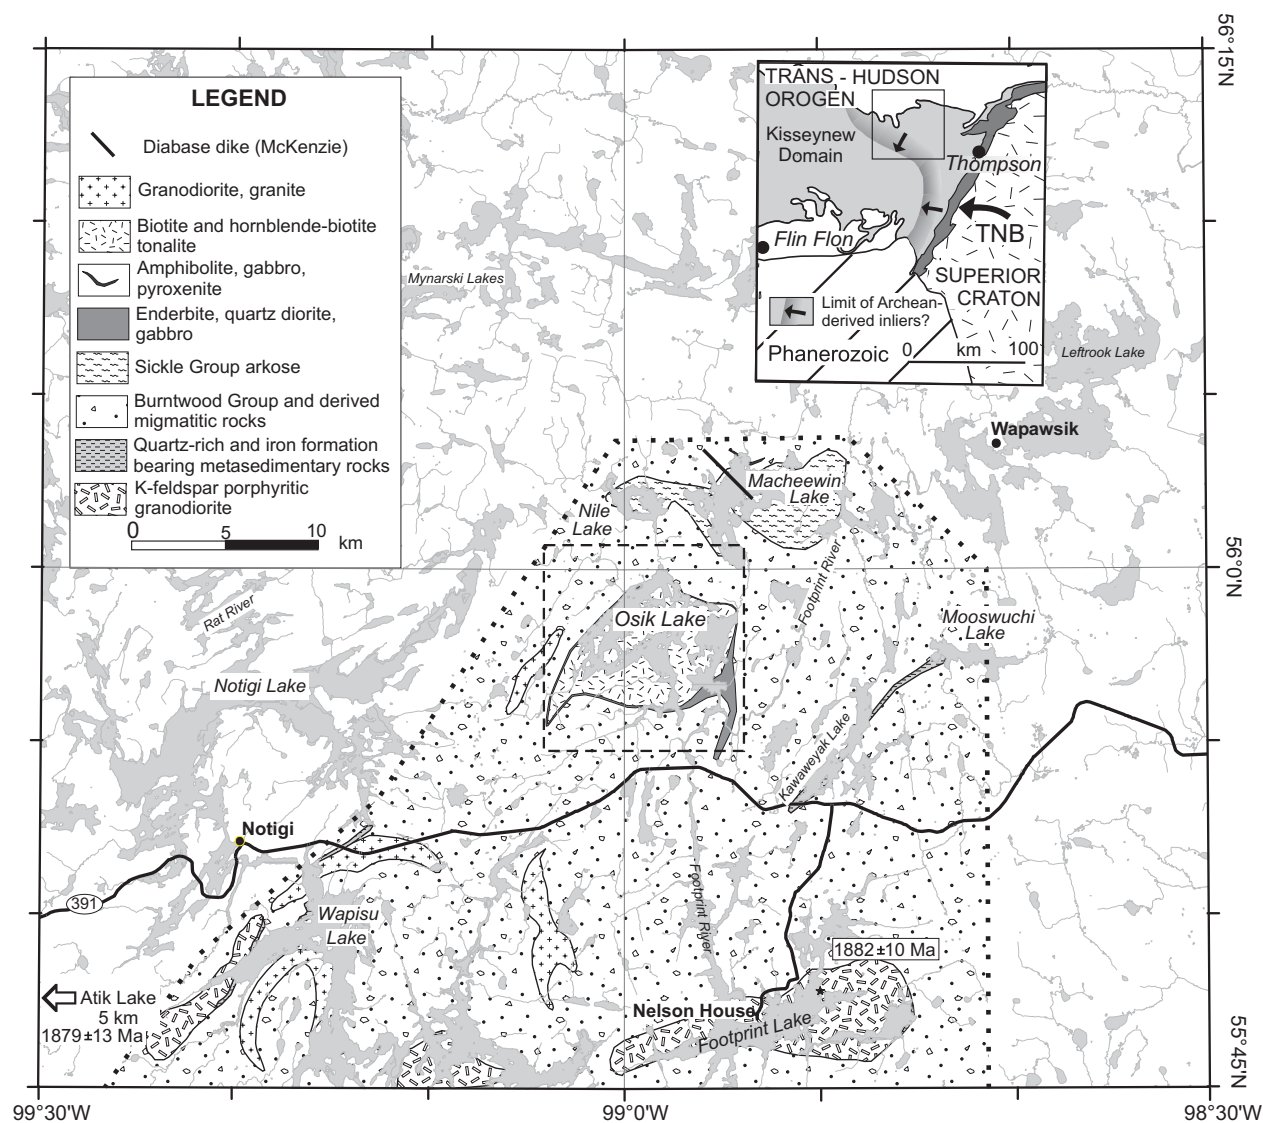 56°15'N
LEGEND
Diabase dike (McKenzie)
Granodiorite, granite
Biotite and hornblende-biotite
tonalite
Amphibolite, gabbro,
pyroxenite
Enderbite, quartz diorite,
gabbro
Sickle Group arkose
Burntwood Group and derived
migmatitic rocks
Quartz-rich and iron formation
bearing metasedimentary rocks
K-feldspar porphyritic
granodiorite
0 5 10
km
TRANS - HUDSON
OROGEN
Kisseynew
Domain
Thompson
TNB
Flin Flon
SUPERIOR
CRATON
Limit of Archean-
derived inliers?
Phanerozoic
0 km 100
Mynarski Lakes
Leftrook Lake
Wapawsik
Macheewin
Lake
Nile
Lake
56°0'N
Footprint River
Rat River
Osik Lake
Mooswuchi
Lake
Notigi Lake
Kawaweyak Lake
Notigi
391
Footprint River
Wapisu
Lake
1882±10 Ma
Atik Lake
5 km
1879±13 Ma
Nelson House
Footprint Lake
55°45'N
99°30'W
99°0'W
98°30'W